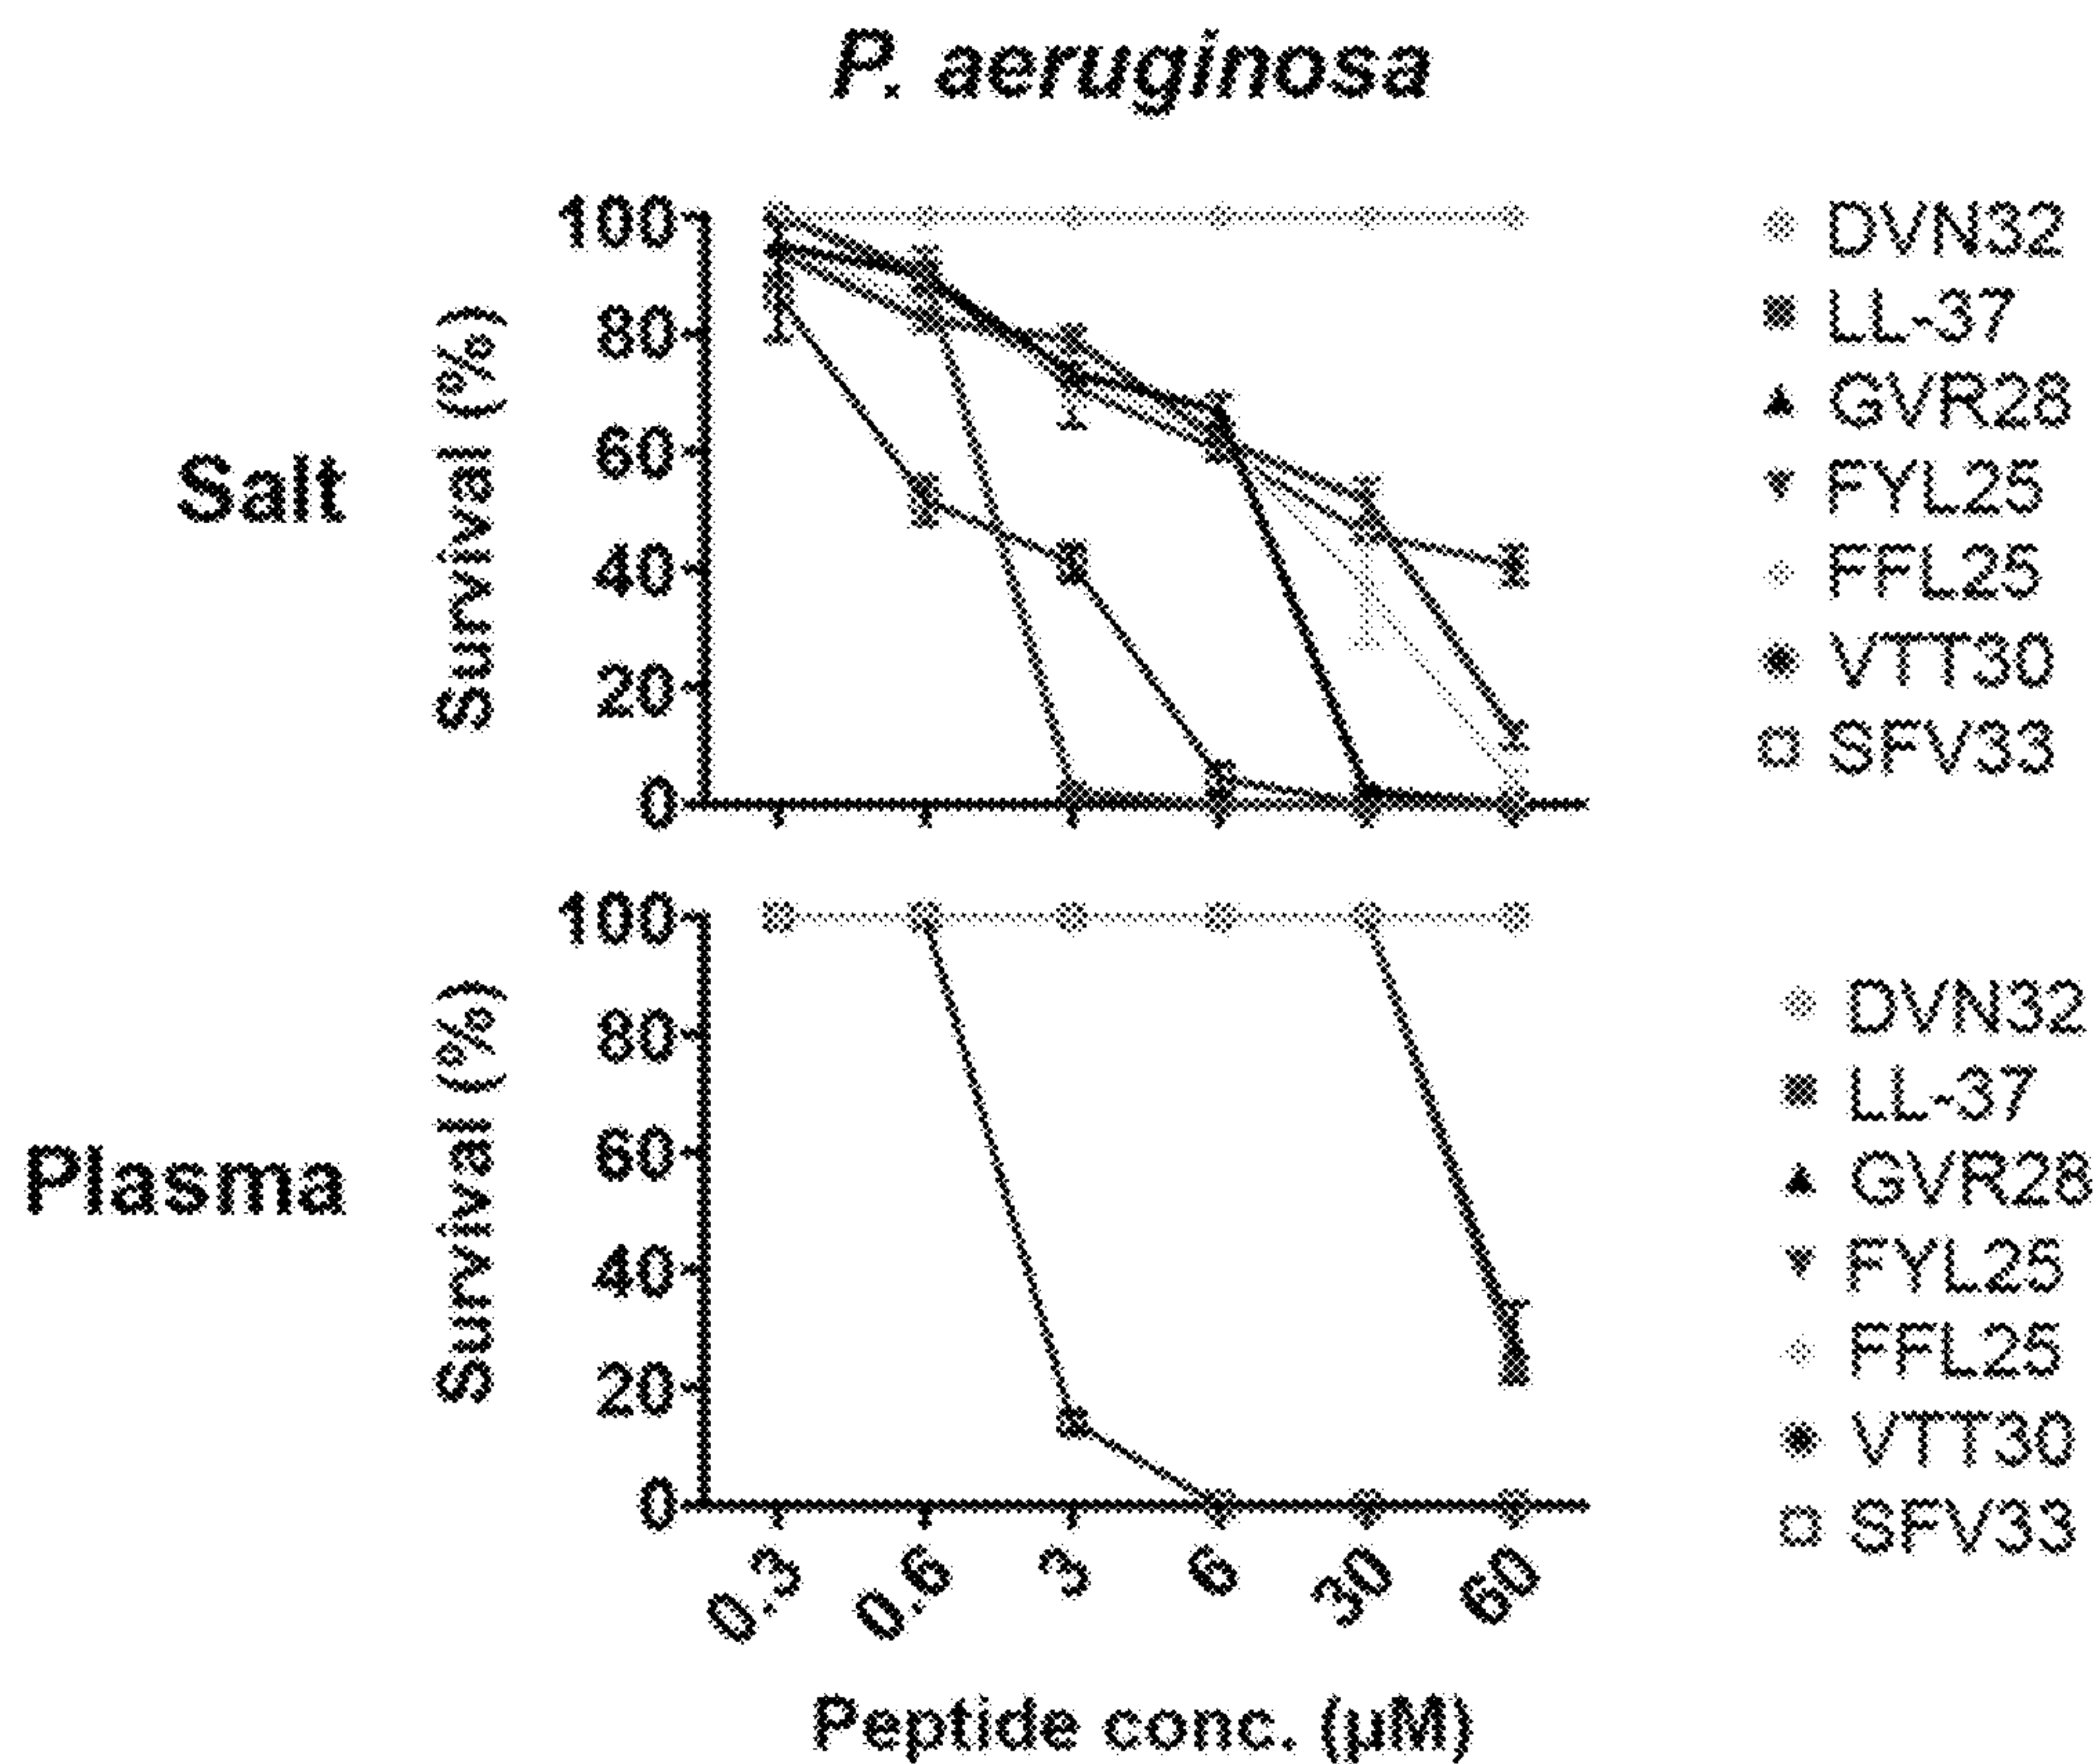 P. aeruginosa
Salt
Survival (%)
100
80
60
40
20
0
DVN32
LL-37
GVR28
FYL25
FFL25
VTT30
SFV33
Plasma
Survival (%)
100
80
60
40
20
0
DVN32
LL-37
GVR28
FYL25
FFL25
VTT30
SFV33
0.3 0.6 3 6 30 60
Peptide conc. (µM)